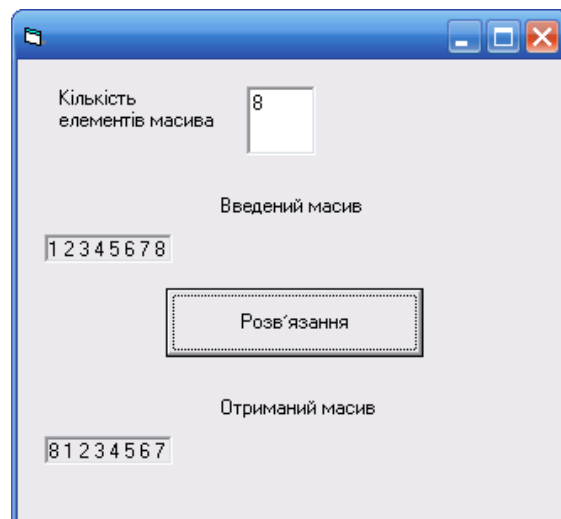 Кількість
елементів масива
8
Введений масив
1 2 3 4 5 6 7 8
Розв´язання
Отриманий масив
8 1 2 3 4 5 6 7